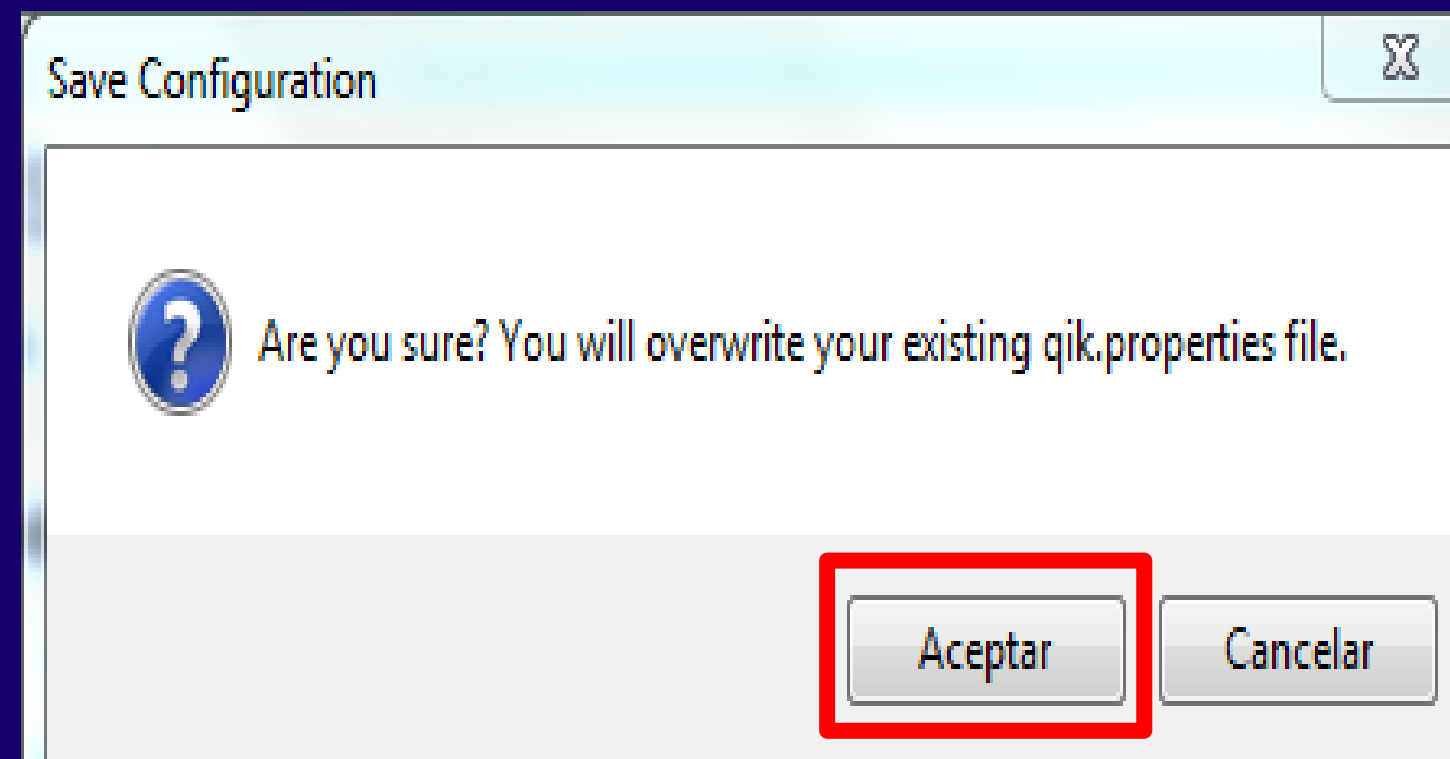 Save Configuration
Are you sure? You will overwrite your existing qik.properties file.
Aceptar
Cancelar